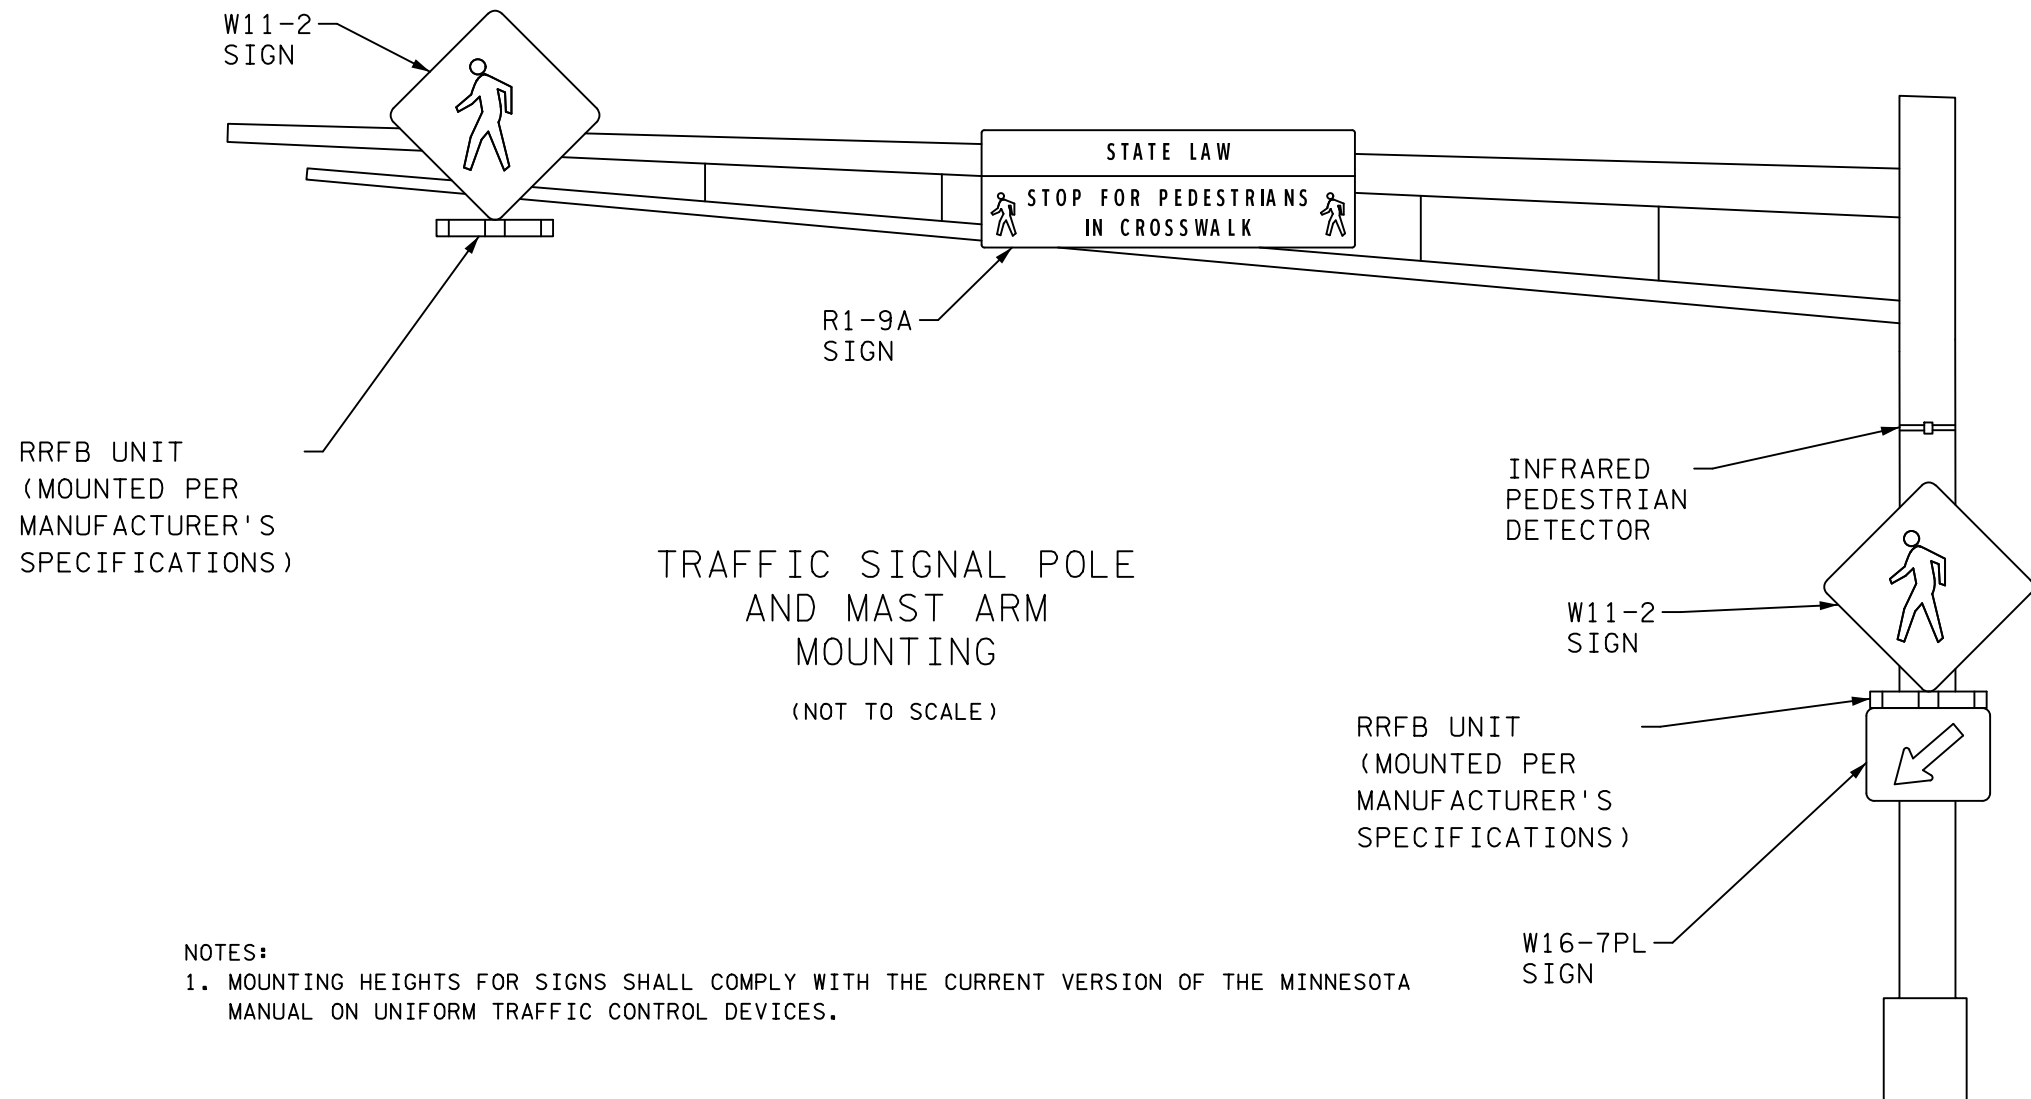 W11-2
SIGN
STATE LAW
STOP FOR PEDESTRIANS
IN CROSSWALK
R1-9A
SIGN
RRFB UNIT
(MOUNTED PER
MANUFACTURER'S
SPECIFICATIONS)
INFRARED
PEDESTRIAN
DETECTOR
TRAFFIC SIGNAL POLE
AND MAST ARM
MOUNTING
(NOT TO SCALE)
W11-2
SIGN
RRFB UNIT
(MOUNTED PER
MANUFACTURER'S
SPECIFICATIONS)
W16-7PL
SIGN
NOTES:
1. MOUNTING HEIGHTS FOR SIGNS SHALL COMPLY WITH THE CURRENT VERSION OF THE MINNESOTA
MANUAL ON UNIFORM TRAFFIC CONTROL DEVICES.